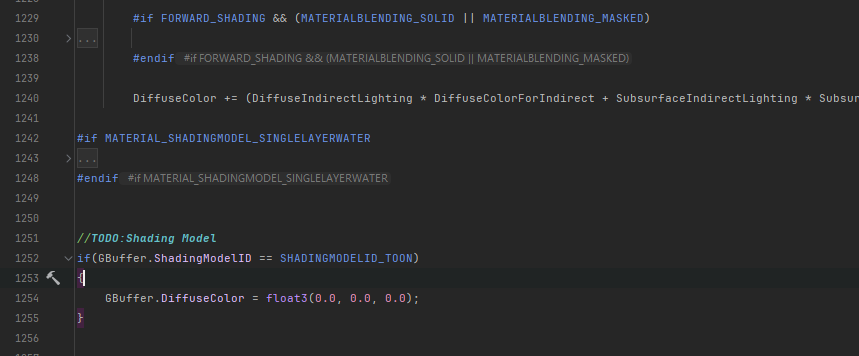 1229 #if FORWARD_SHADING && (MATERIALBLENDING_SOLID || MATERIALBLENDING_MASKED)
1230 ...
1238 #endif #if FORWARD_SHADING && (MATERIALBLENDING_SOLID || MATERIALBLENDING_MASKED)
1239
1240 DiffuseColor += (DiffuseIndirectLighting * DiffuseColorForIndirect + SubsurfaceIndirectLighting * Subsur
1241
1242 #if MATERIAL_SHADINGMODEL_SINGLELAYERWATER
1243 ...
1248 #endif #if MATERIAL_SHADINGMODEL_SINGLELAYERWATER
1249
1250
1251 //TODO:Shading Model
1252 if(GBuffer.ShadingModelID == SHADINGMODELID_TOON)
1253 {
1254 GBuffer.DiffuseColor = float3(0.0, 0.0, 0.0);
1255 }
1256